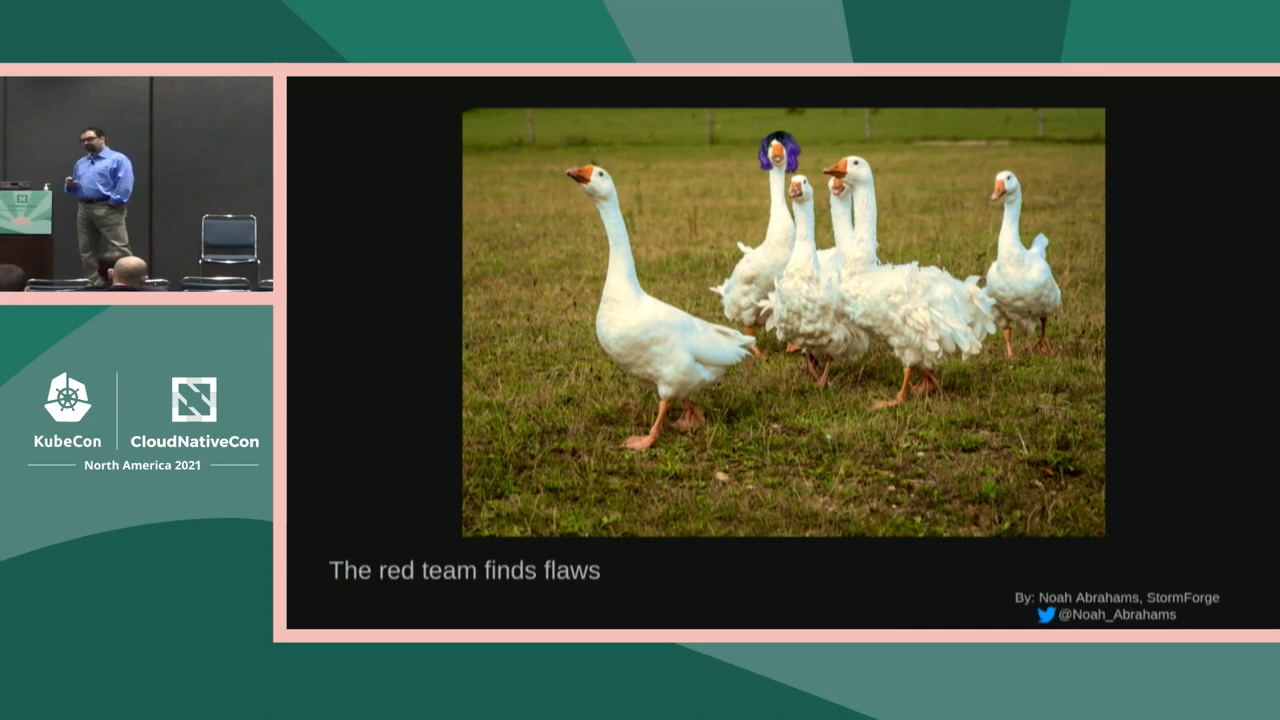 KubeCon
CloudNativeCon
North America 2021
The red team finds flaws
By: Noah Abrahams, StormForge
@Noah_Abrahams